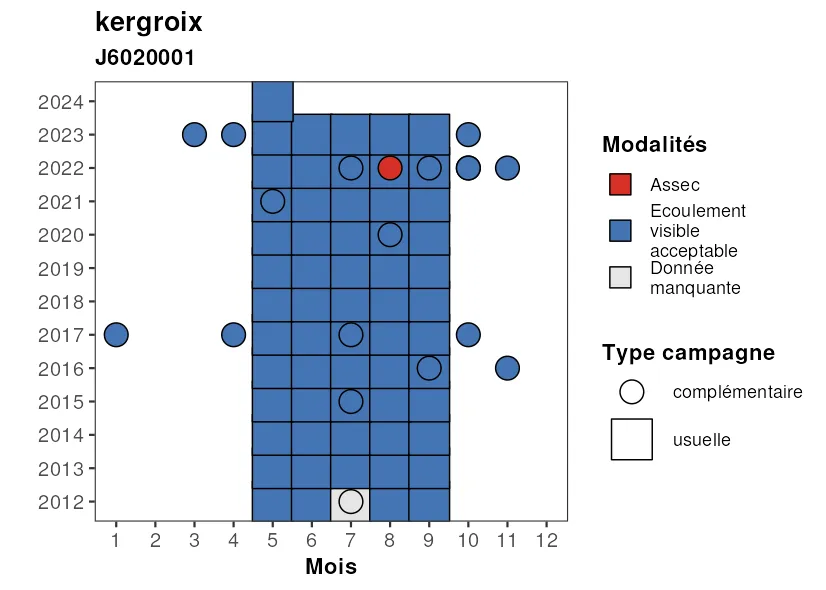 kergroix
J6020001
2024
2023
2022
2021
2020
2019
2018
2017
2016
2015
2014
2013
2012
1 2 3 4 5 6 7 8 9 10 11 12
Mois
Modalités
Assec
Ecoulement
visible
acceptable
Donnée
manquante
Type campagne
complémentaire
usuelle